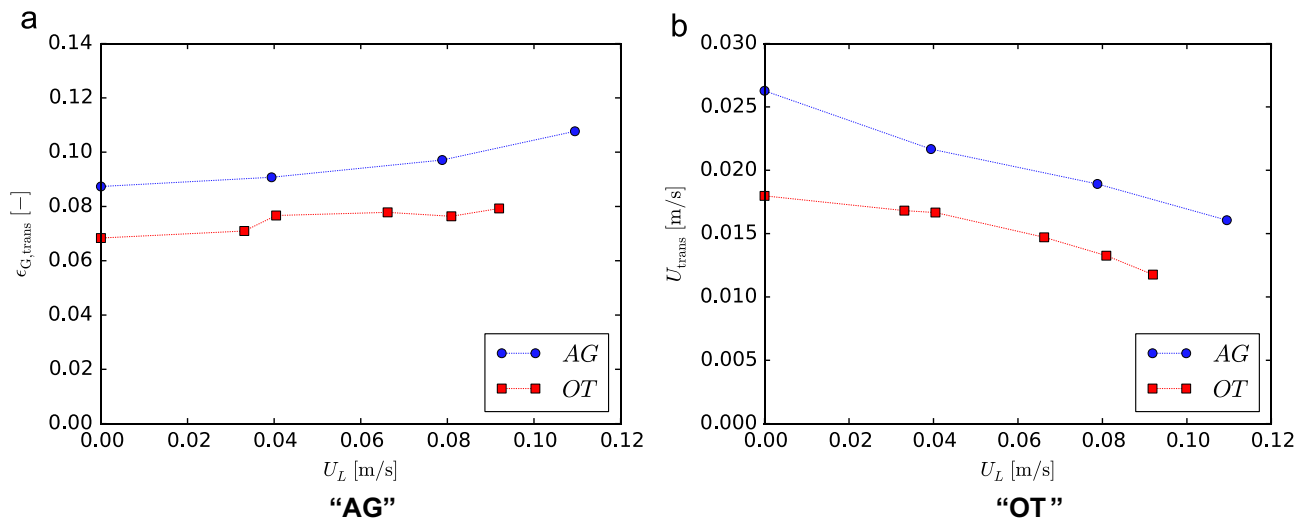 a
0.14
0.12
0.10
0.08
0.06
0.04
0.02
0.00
ϵG,trans [−]
0.00 0.02 0.04 0.06 0.08 0.10 0.12
U_L [m/s]
AG
OT
“AG”
b
0.030
0.025
0.020
0.015
0.010
0.005
0.000
Utrans [m/s]
0.00 0.02 0.04 0.06 0.08 0.10 0.12
U_L [m/s]
AG
OT
“OT”